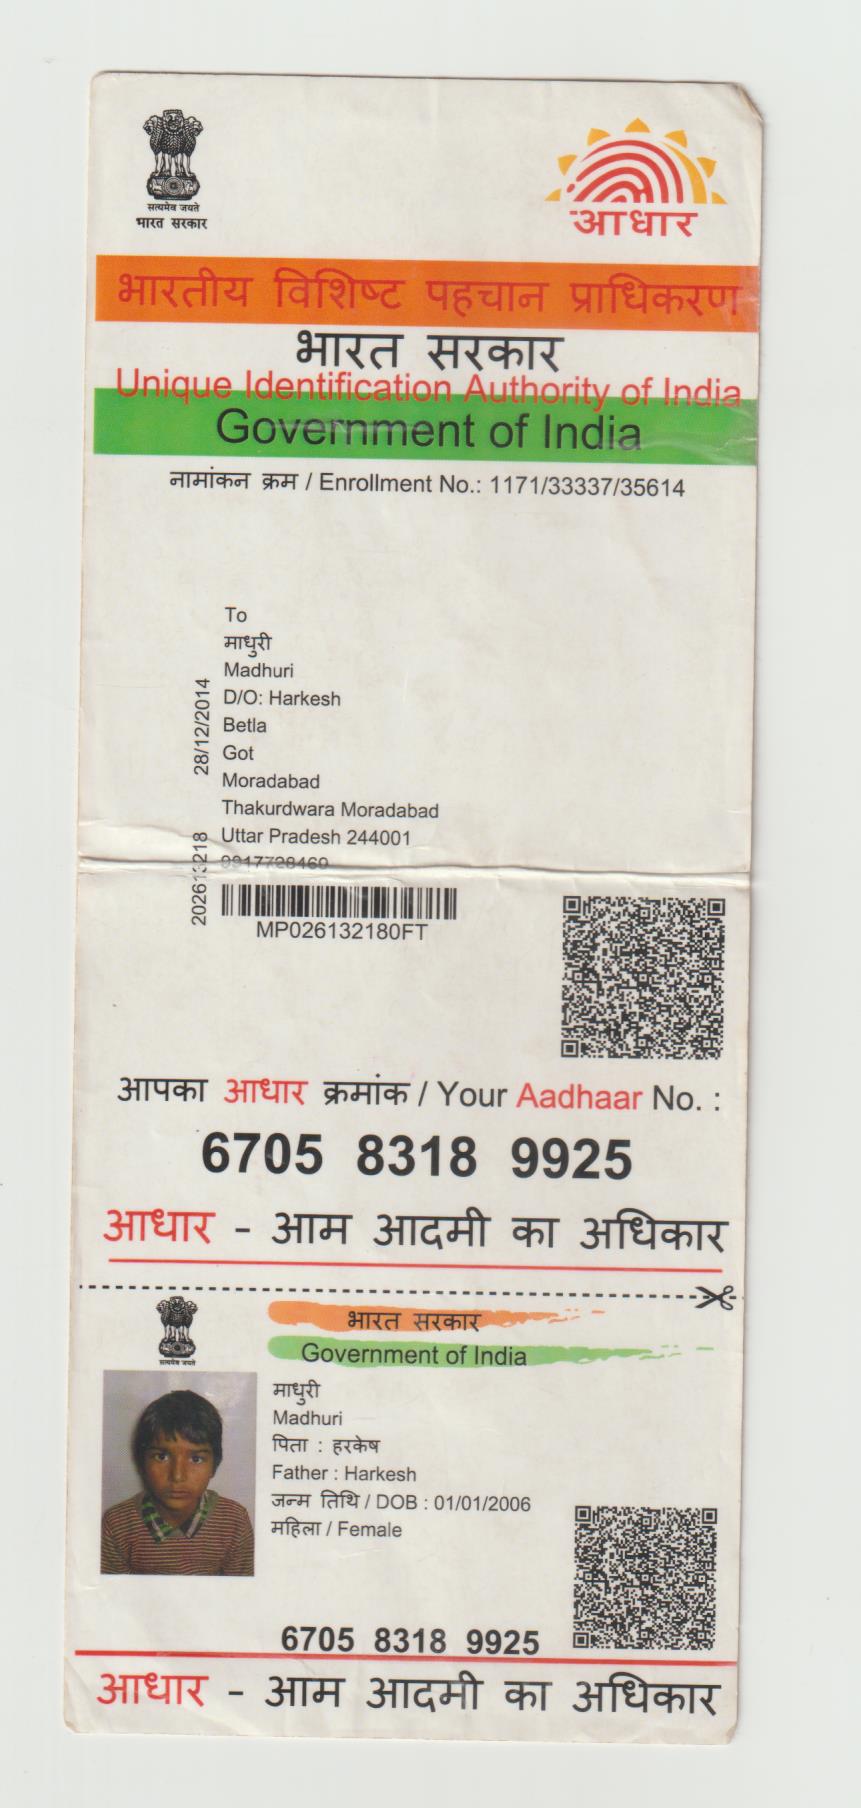 सत्यमेव जयते
भारत सरकार
आधार
भारतीय विशिष्ट पहचान प्राधिकरण
भारत सरकार
Unique Identification Authority of India
Government of India
नामांकन क्रम / Enrollment No.: 1171/33337/35614
To
माधुरी
Madhuri
D/O: Harkesh
Betla
Got
Moradabad
Thakurdwara Moradabad
Uttar Pradesh 244001
9917728460
28/12/2014
202613218
MP026132180FT
आपका आधार क्रमांक / Your Aadhaar No. :
6705 8318 9925
आधार - आम आदमी का अधिकार
सत्यमेव जयते
भारत सरकार
Government of India
माधुरी
Madhuri
पिता : हरकेष
Father : Harkesh
जन्म तिथि / DOB : 01/01/2006
महिला / Female
6705 8318 9925
आधार - आम आदमी का अधिकार